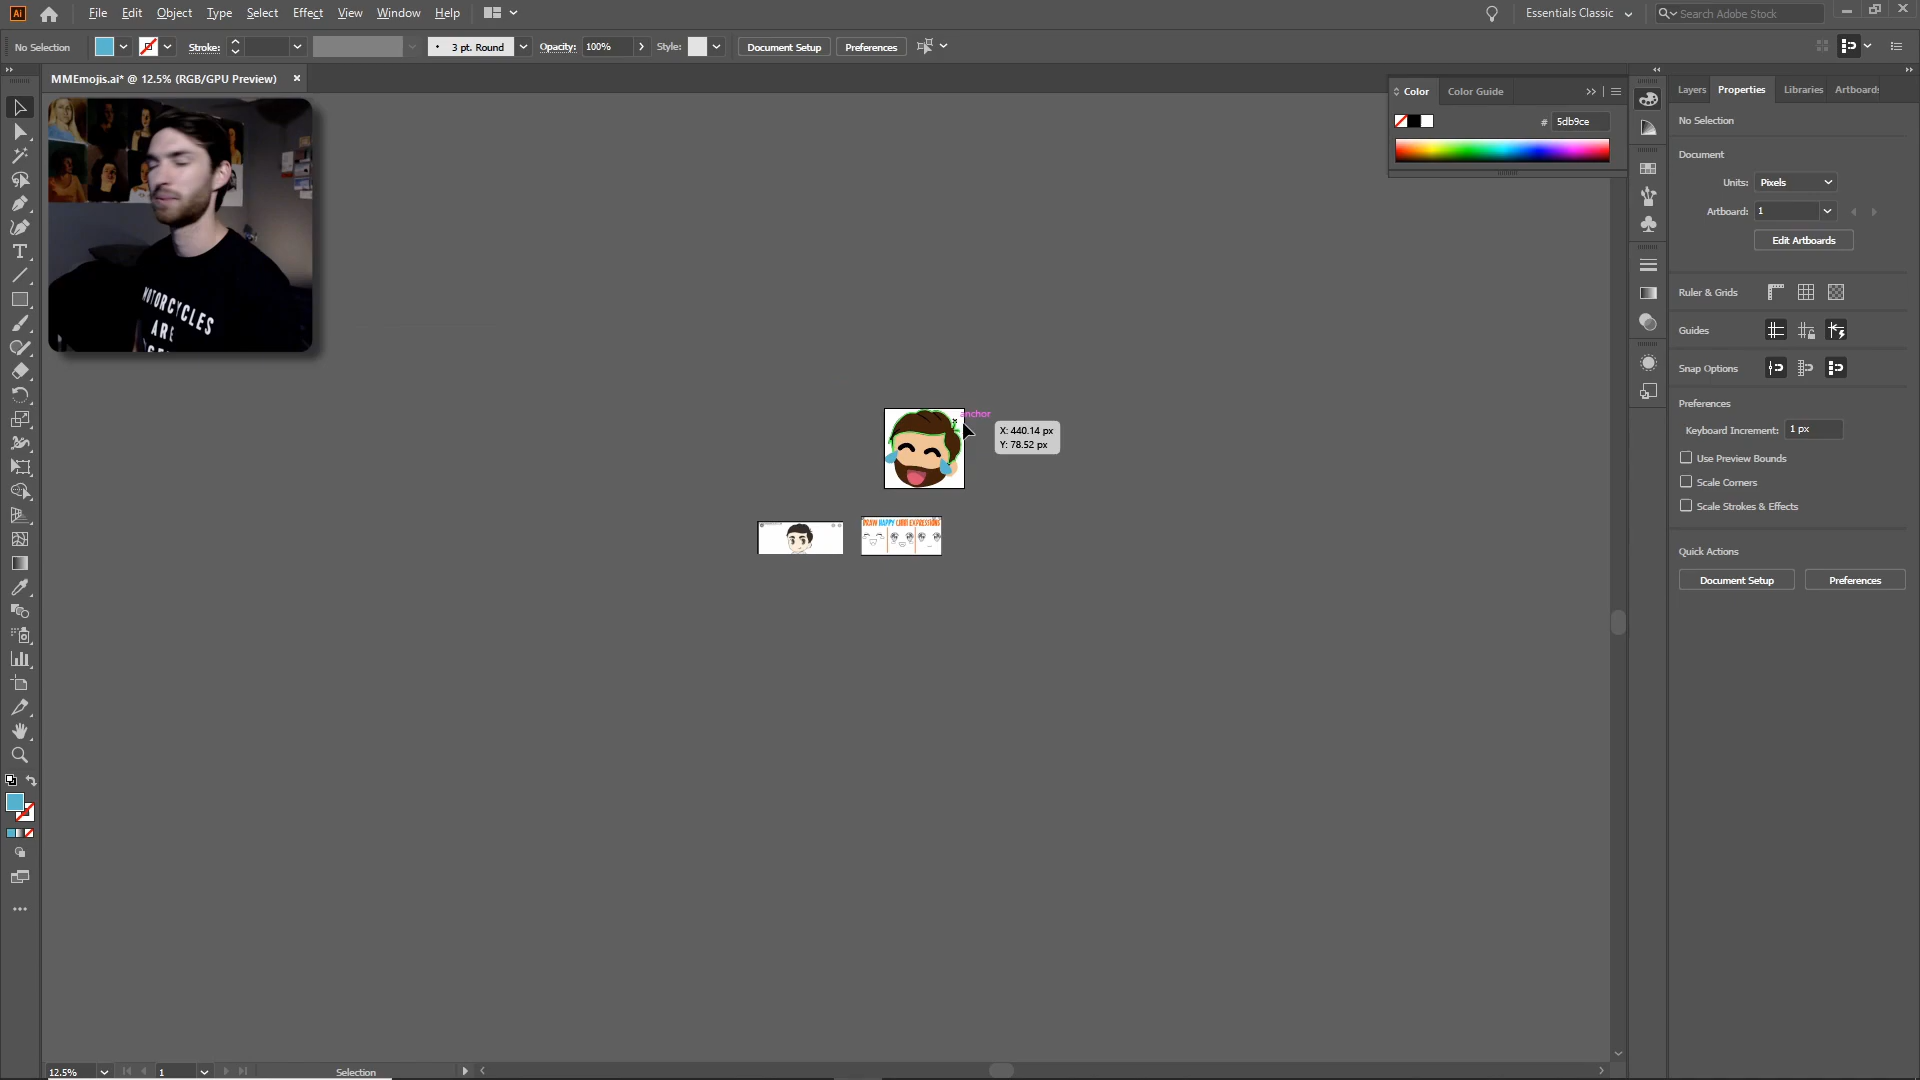 Ai File Edit Object Type Select Effect View Window Help Essentials Classic Search Adobe Stock
No Selection Stroke: 3 pt. Round Opacity: 100% Style: Document Setup Preferences
MMEmojis.ai* @ 12.5% (RGB/GPU Preview)
Color Color Guide
# 5db9ce
Layers Properties Libraries Artboards
No Selection
Document
Units: Pixels
Artboard: 1
Edit Artboards
Ruler & Grids
Guides
Snap Options
Preferences
Keyboard Increment: 1 px
Use Preview Bounds
Scale Corners
Scale Strokes & Effects
Quick Actions
Document Setup Preferences
MOTORCYCLES
ARE
anchor
X: 440.14 px
Y: 78.52 px
DRAW HAPPY CHIBI EXPRESSIONS
12.5% 1 Selection